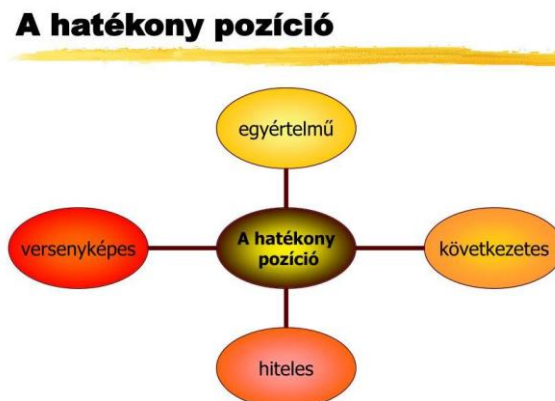 A hatékony pozíció
egyértelmű
versenyképes
A hatékony
pozíció
következetes
hiteles